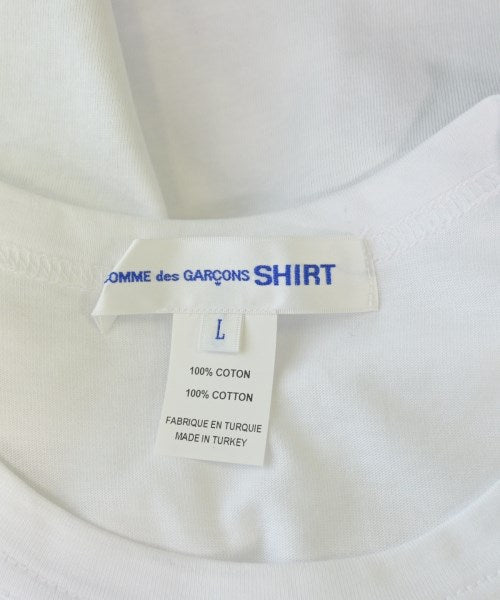 COMME des GARÇONS SHIRT
L
100% COTON
100% COTTON
FABRIQUE EN TURQUIE
MADE IN TURKEY